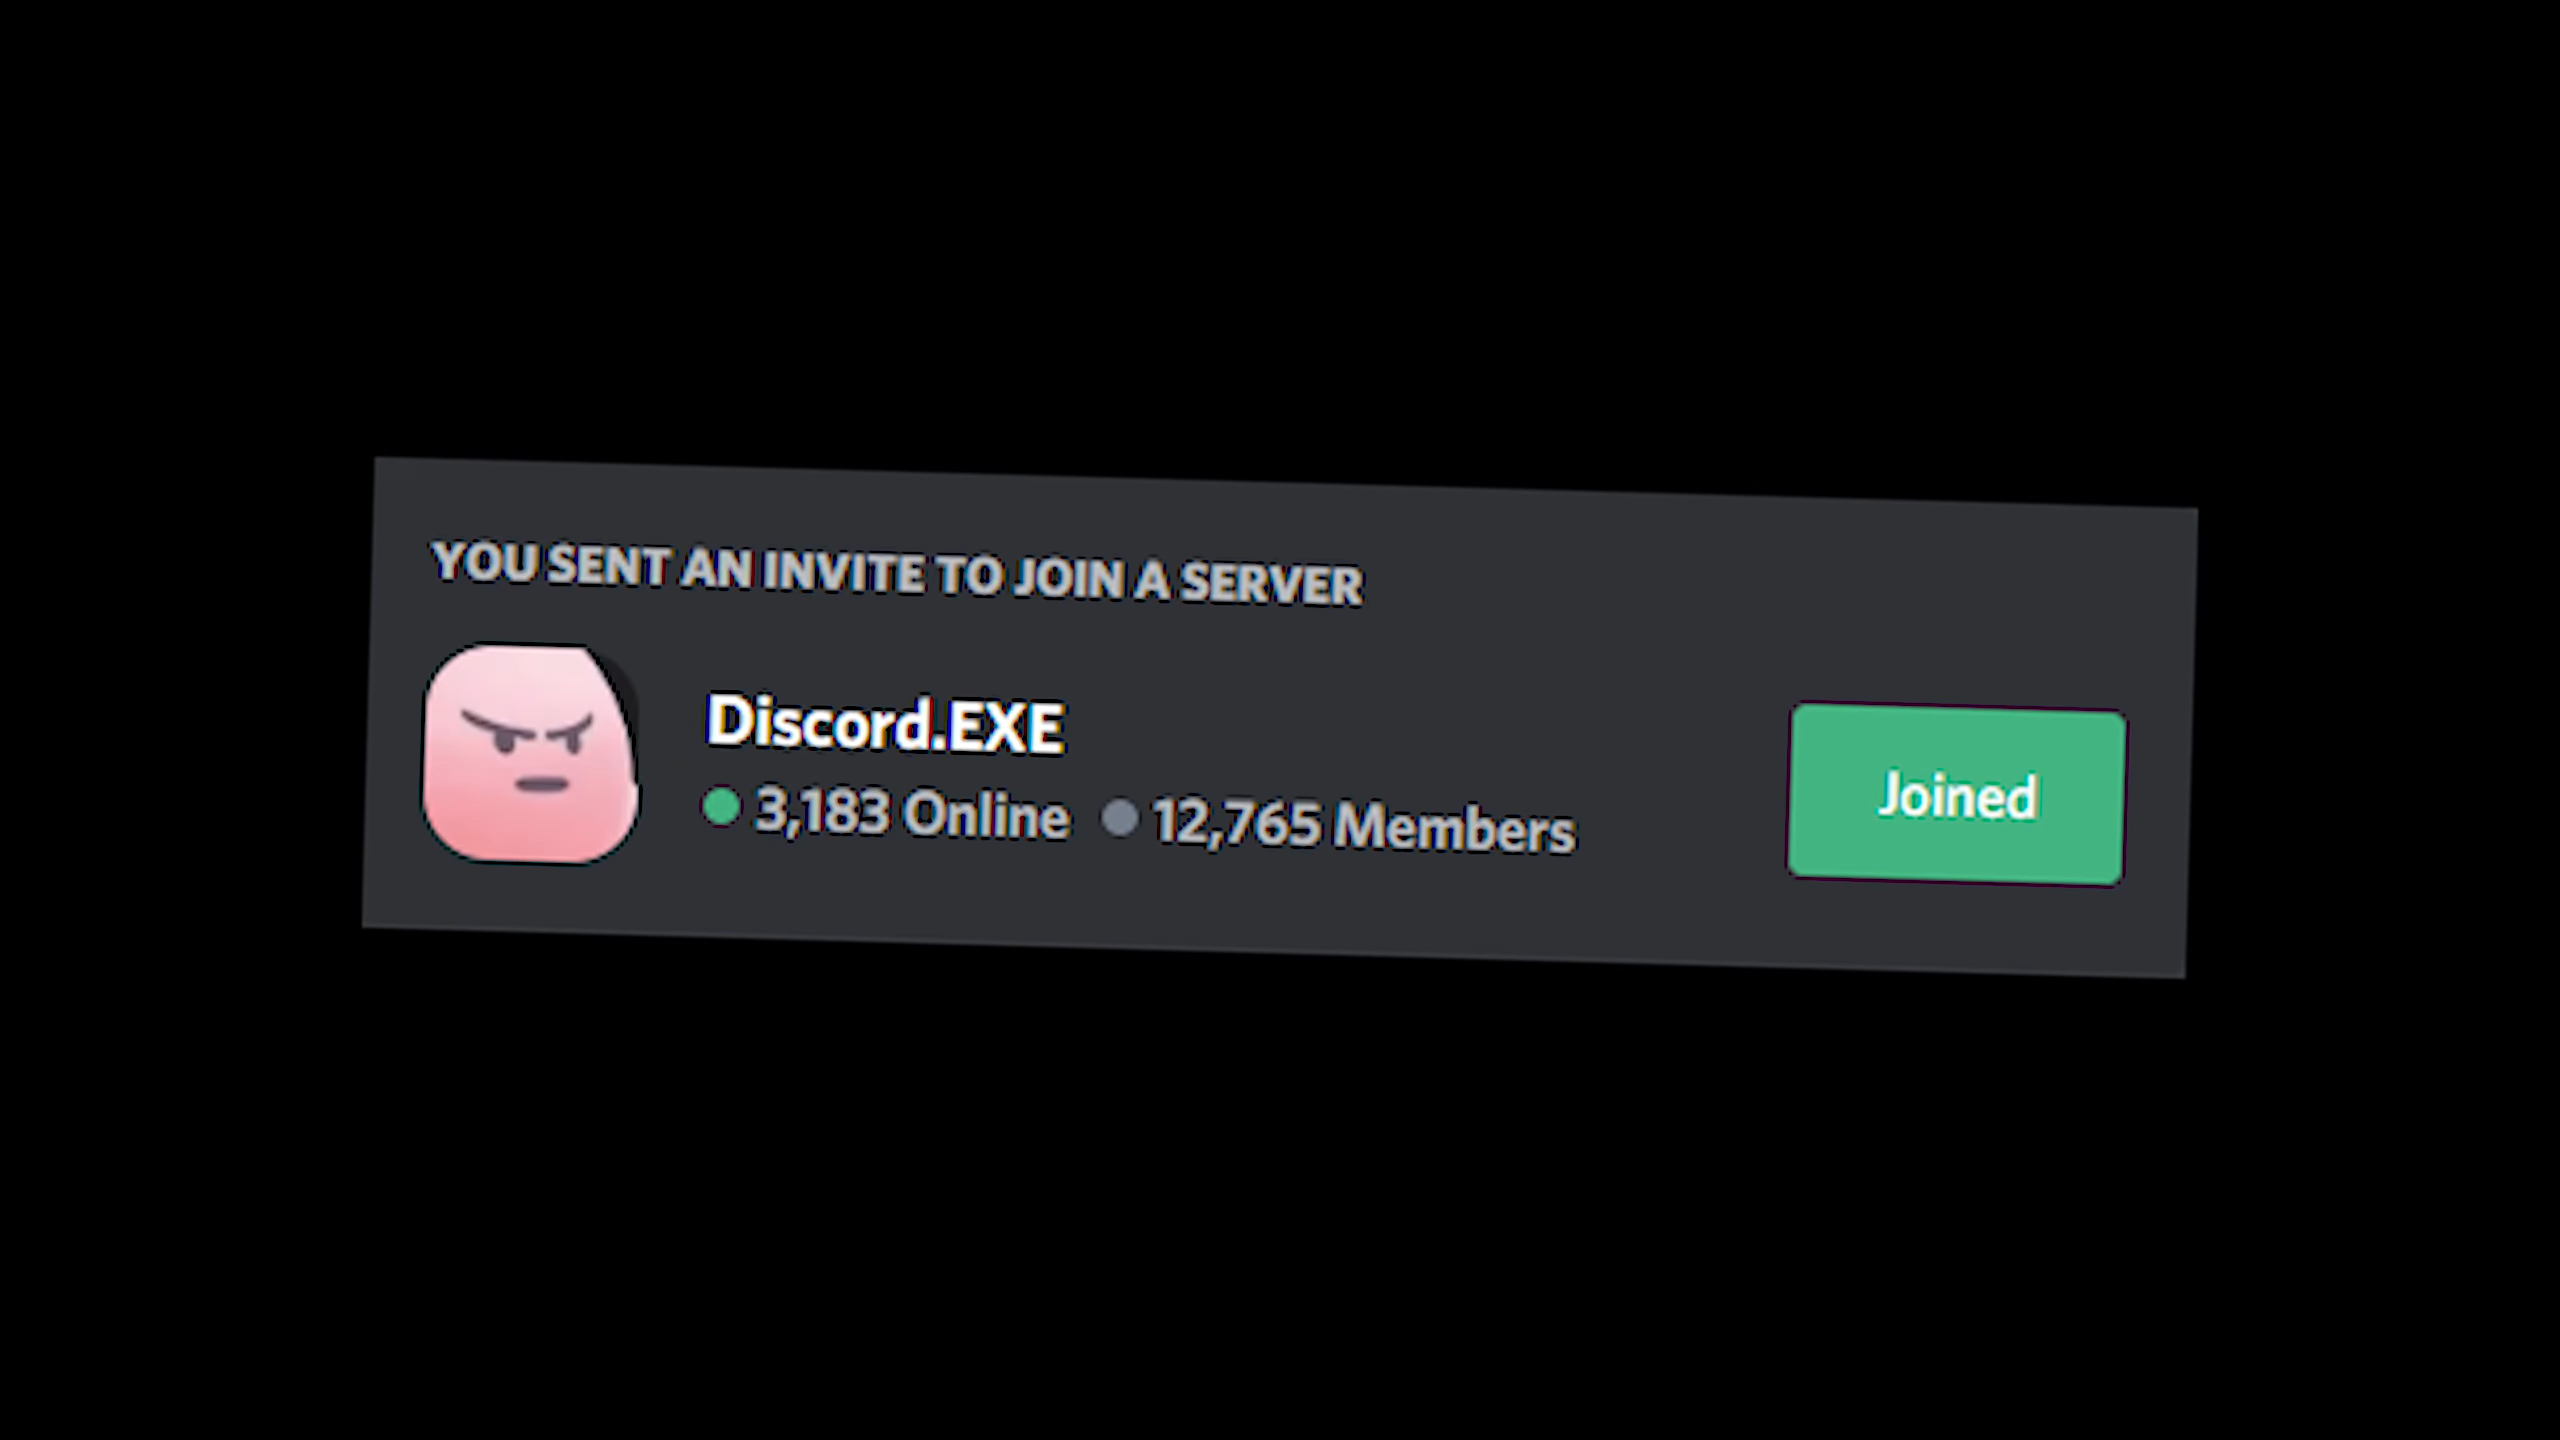 YOU SENT AN INVITE TO JOIN A SERVER
Discord.EXE
3,183 Online 12,765 Members
Joined